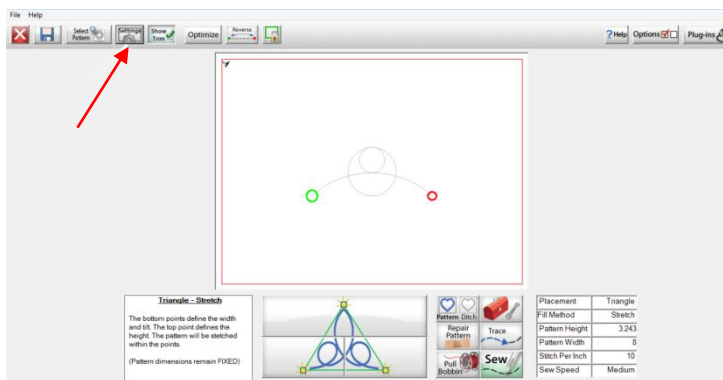 File Help
Select Pattern
Settings
Show Trim
Optimize
Reverse
? Help
Options
Plug-ins
Triangle - Stretch
The bottom points define the width
and tilt. The top point defines the
height. The pattern will be stetched
within the points.
(Pattern dimensions remain FIXED)
Pattern Ditch
Repair
Pattern
Trace
Pull
Bobbin
Sew
Placement Triangle
Fill Method Stretch
Pattern Height 3.243
Pattern Width 8
Stitch Per Inch 10
Sew Speed Medium